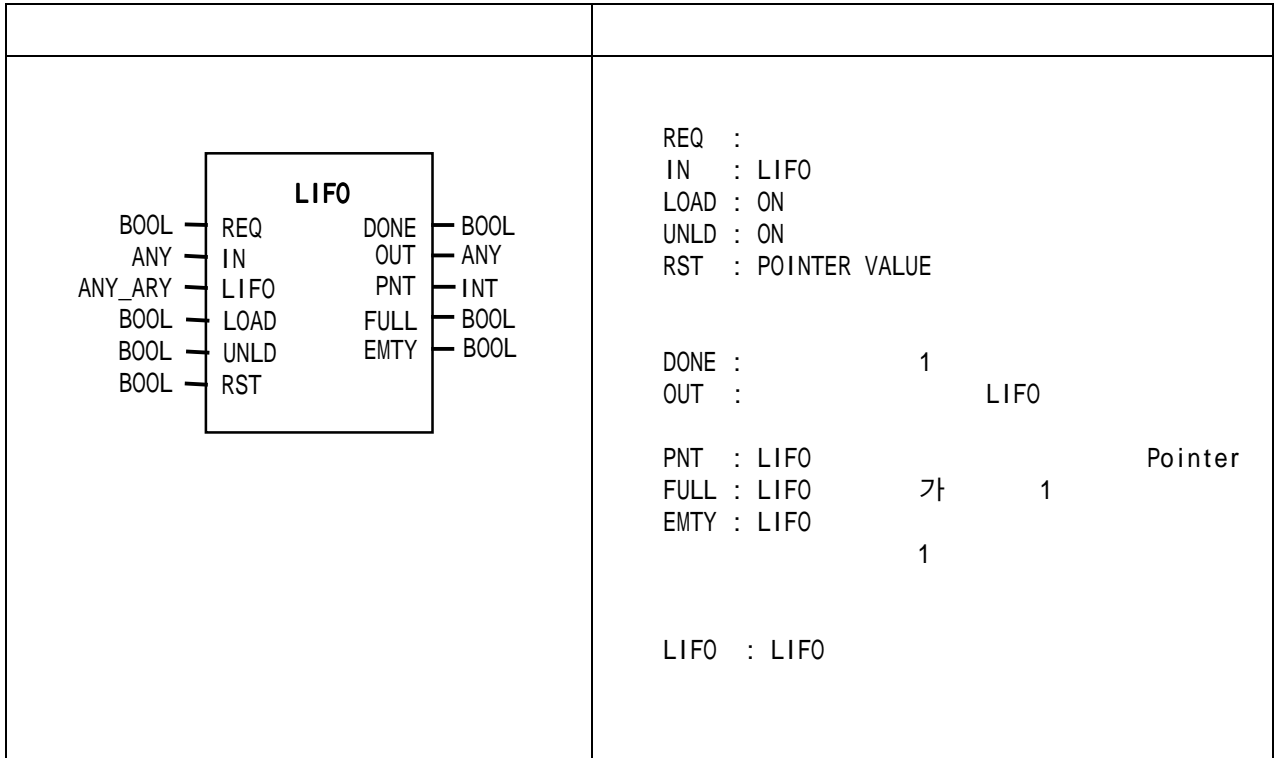 LIFO
BOOL REQ DONE BOOL
ANY IN OUT ANY
ANY_ARY LIFO PNT INT
BOOL LOAD FULL BOOL
BOOL UNLD EMTY BOOL
BOOL RST
REQ :
IN : LIFO
LOAD : ON
UNLD : ON
RST : POINTER VALUE
DONE : 1
OUT : LIFO
PNT : LIFO Pointer
FULL : LIFO 가 1
EMTY : LIFO
1
LIFO : LIFO